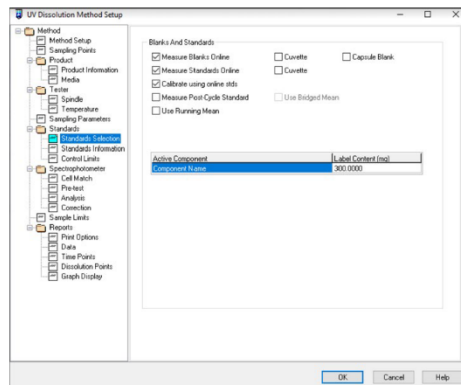 UV Dissolution Method Setup
Method
Method Setup
Sampling Points
Product
Product Information
Media
Tester
Spindle
Temperature
Sampling Parameters
Standards
Standards Selection
Standards Information
Control Limits
Spectrophotometer
Cell Match
Pre-test
Analysis
Correction
Sample Limits
Reports
Print Options
Data
Time Points
Dissolution Points
Graph Display
Blanks And Standards
Measure Blanks Online Cuvette Capsule Blank
Measure Standards Online Cuvette
Calibrate using online stds
Measure Post-Cycle Standard Use Bridged Mean
Use Running Mean
Active Component Label Content (mg)
Component Name 300.0000
OK Cancel Help